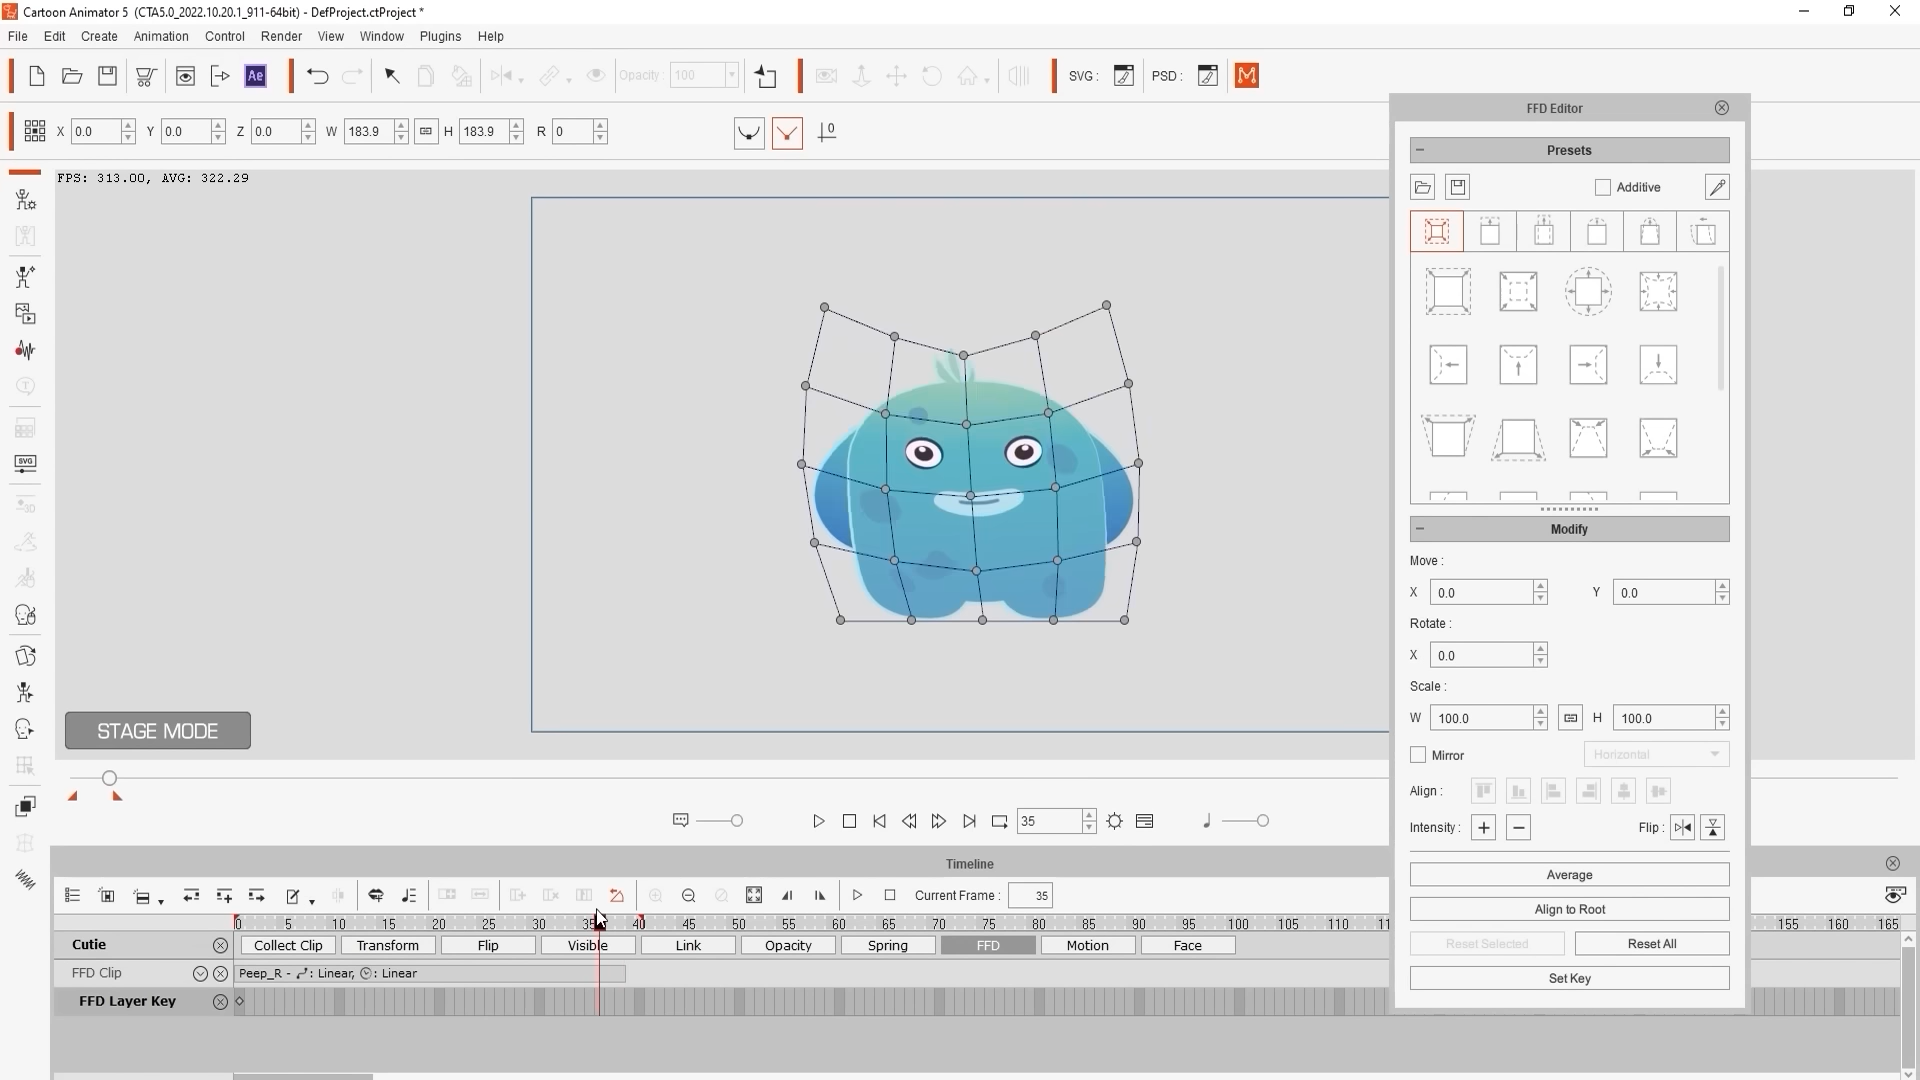 Cartoon Animator 5 (CTA5.0_2022.10.20.1_911-64bit) - DefProject.ctProject *
File Edit Create Animation Control Render View Window Plugins Help
Ae Opacity : 100 SVG : PSD :
X 0.0 Y 0.0 Z 0.0 W 183.9 H 183.9 R 0 0
FPS: 313.00, AVG: 322.29
STAGE MODE
FFD Editor
Presets
Additive
Modify
Move :
X 0.0 Y 0.0
Rotate :
X 0.0
Scale :
W 100.0 H 100.0
Mirror Horizontal
Align :
Intensity : Flip :
Average
Align to Root
Reset Selected Reset All
Set Key
SVG
3D
T
35
Timeline
Current Frame : 35
0 5 10 15 20 25 30 35 40 45 50 55 60 65 70 75 80 85 90 95 100 105 110 11 155 160 165
Cutie Collect Clip Transform Flip Visible Link Opacity Spring FFD Motion Face
FFD Clip Peep_R - : Linear, : Linear
FFD Layer Key